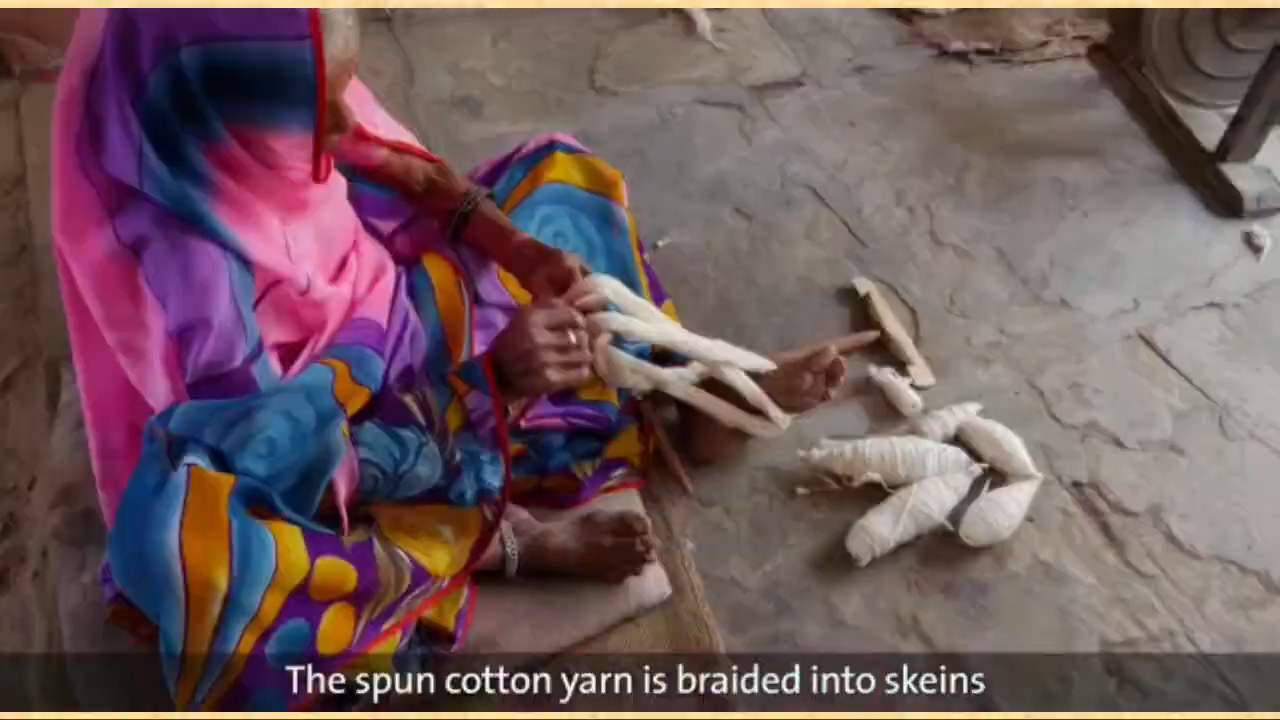 The spun cotton yarn is braided into skeins